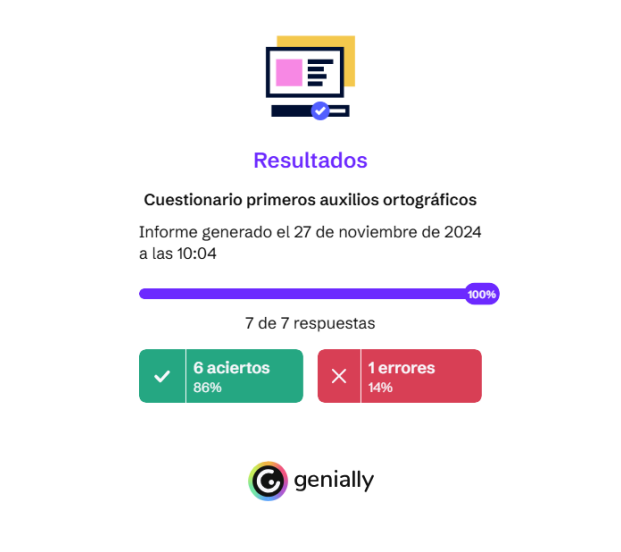 Resultados
Cuestionario primeros auxilios ortográficos
Informe generado el 27 de noviembre de 2024
a las 10:04
100%
7 de 7 respuestas
6 aciertos
86%
1 errores
14%
genially